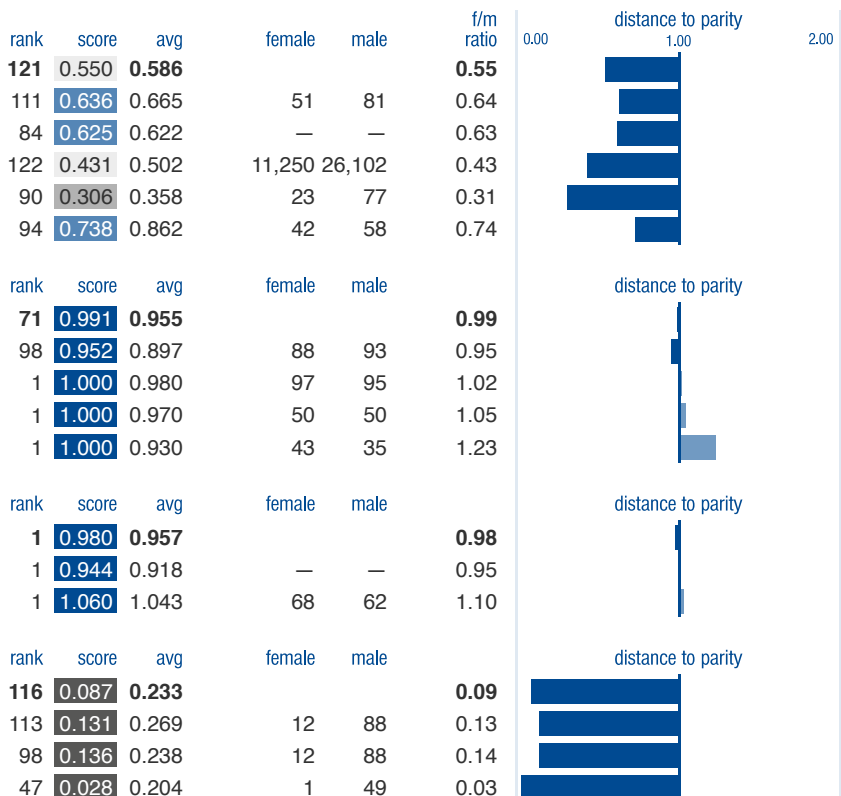 f/m distance to parity
rank score avg female male ratio 0.00 1.00 2.00
121 0.550 0.586 0.55
111 0.636 0.665 51 81 0.64
84 0.625 0.622 — — 0.63
122 0.431 0.502 11,250 26,102 0.43
90 0.306 0.358 23 77 0.31
94 0.738 0.862 42 58 0.74
rank score avg female male distance to parity
71 0.991 0.955 0.99
98 0.952 0.897 88 93 0.95
1 1.000 0.980 97 95 1.02
1 1.000 0.970 50 50 1.05
1 1.000 0.930 43 35 1.23
rank score avg female male distance to parity
1 0.980 0.957 0.98
1 0.944 0.918 — — 0.95
1 1.060 1.043 68 62 1.10
rank score avg female male distance to parity
116 0.087 0.233 0.09
113 0.131 0.269 12 88 0.13
98 0.136 0.238 12 88 0.14
47 0.028 0.204 1 49 0.03